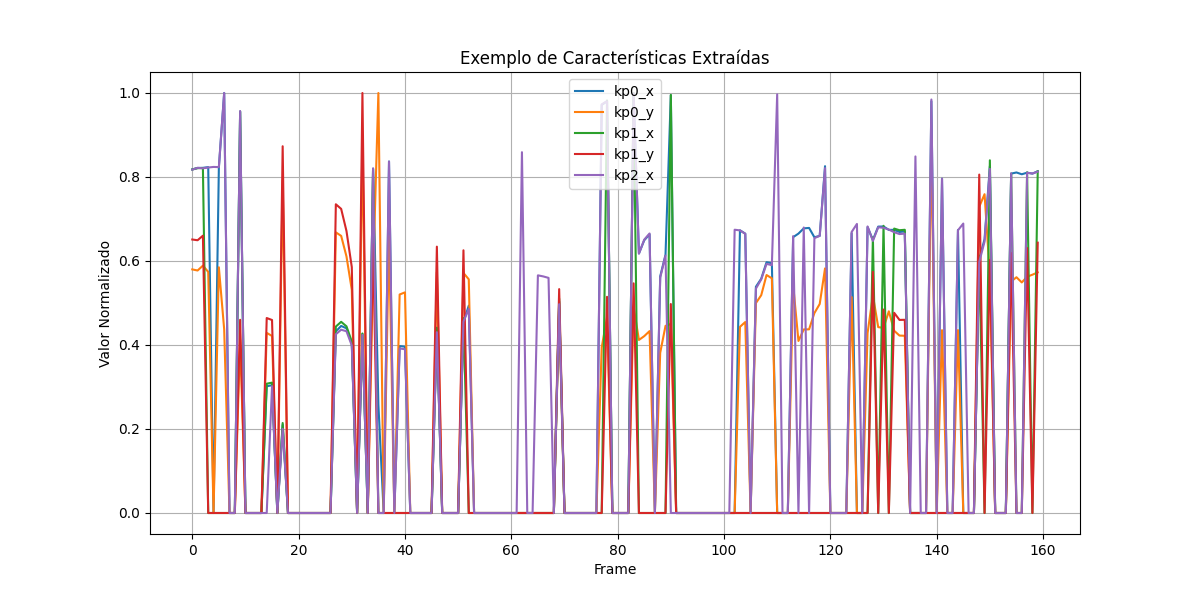 Exemplo de Características Extraídas
kp0_x
kp0_y
kp1_x
kp1_y
kp2_x
Valor Normalizado
1.0
0.8
0.6
0.4
0.2
0.0
0 20 40 60 80 100 120 140 160
Frame